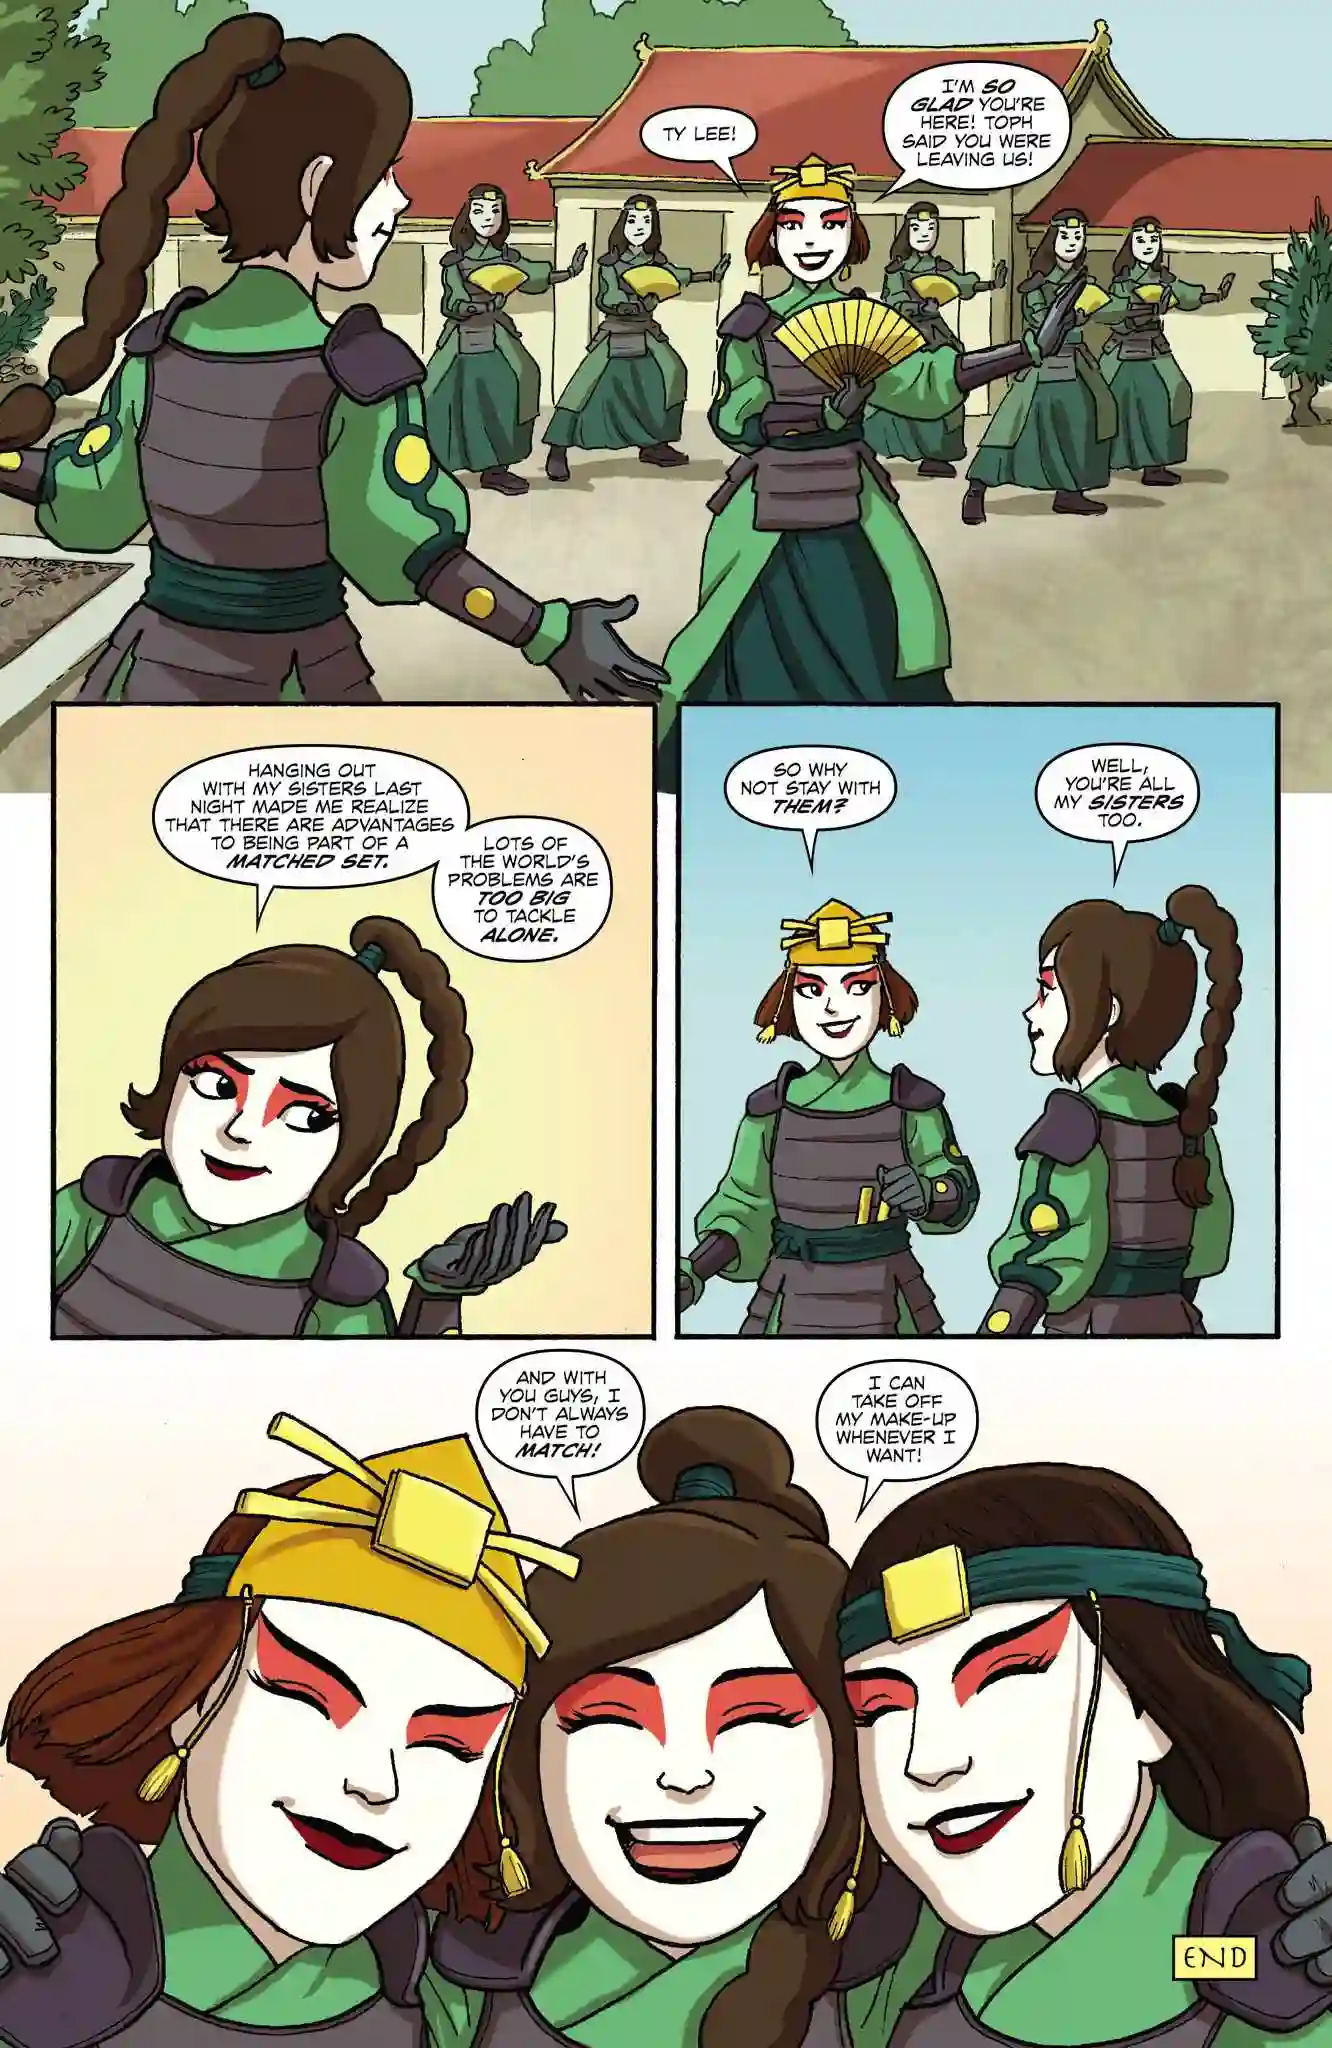 TY LEE!
I'M SO
GLAD YOU'RE
HERE! TOPH
SAID YOU WERE
LEAVING US!
HANGING OUT
WITH MY SISTERS LAST
NIGHT MADE ME REALIZE
THAT THERE ARE ADVANTAGES
TO BEING PART OF A
MATCHED SET.
LOTS OF
THE WORLD'S
PROBLEMS ARE
TOO BIG
TO TACKLE
ALONE.
SO WHY
NOT STAY WITH
THEM?
WELL,
YOU'RE ALL
MY SISTERS
TOO.
AND WITH
YOU GUYS, I
DON'T ALWAYS
HAVE TO
MATCH!
I CAN
TAKE OFF
MY MAKE-UP
WHENEVER I
WANT!
END